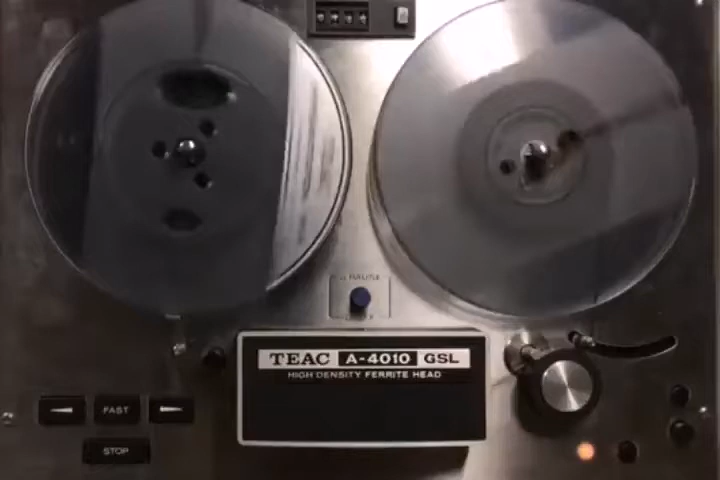 TEAC A-4010 GSL
HIGH DENSITY FERRITE HEAD
FAST
STOP